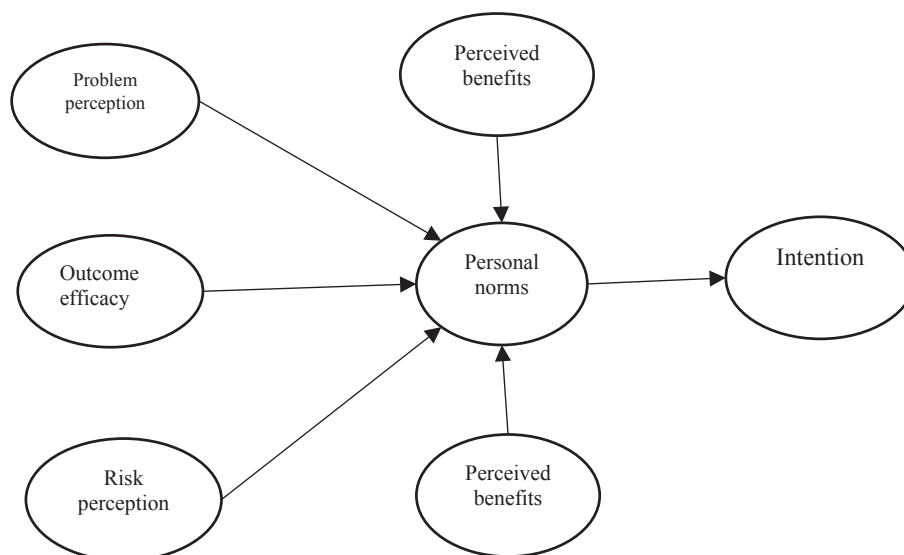 Problem
perception
Perceived
benefits
Outcome
efficacy
Personal
norms
Intention
Risk
perception
Perceived
benefits